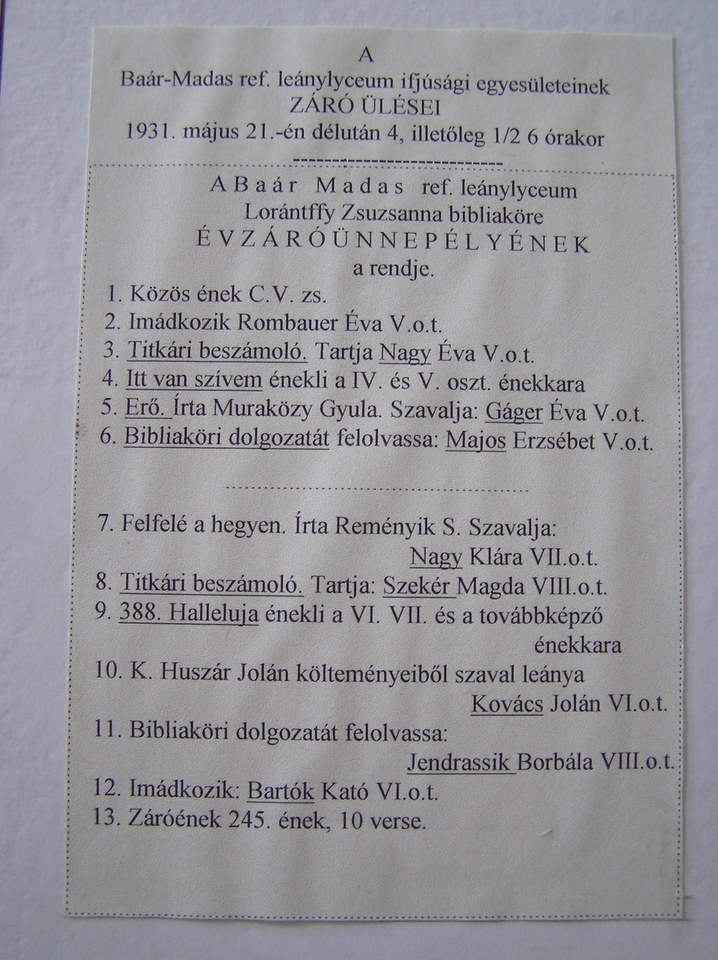 A
Baár-Madas ref. leánylyceum ifjúsági egyesületeinek
ZÁRÓ ÜLÉSEI
1931. május 21.-én délután 4, illetőleg 1/2 6 órakor
A B a á r M a d a s ref. leánylyceum
Lorántffy Zsuzsanna bibliaköre
É V Z Á R Ó Ü N N E P É L Y É N E K
a rendje.
1. Közös ének C.V. zs.
2. Imádkozik Rombauer Éva V.o.t.
3. Titkári beszámoló. Tartja Nagy Éva V.o.t.
4. Itt van szívem énekli a IV. és V. oszt. énekkara
5. Erő. Írta Muraközy Gyula. Szavalja: Gáger Éva V.o.t.
6. Bibliaköri dolgozatát felolvassa: Majos Erzsébet V.o.t.
7. Felfelé a hegyen. Írta Reményik S. Szavalja:
Nagy Klára VII.o.t.
8. Titkári beszámoló. Tartja: Szekér Magda VIII.o.t.
9. 388. Halleluja énekli a VI. VII. és a továbbképző
énekkara
10. K. Huszár Jolán költeményeiből szaval leánya
Kovács Jolán VI.o.t.
11. Bibliaköri dolgozatát felolvassa:
Jendrassik Borbála VIII.o.t.
12. Imádkozik: Bartók Kató VI.o.t.
13. Záróének 245. ének, 10 verse.